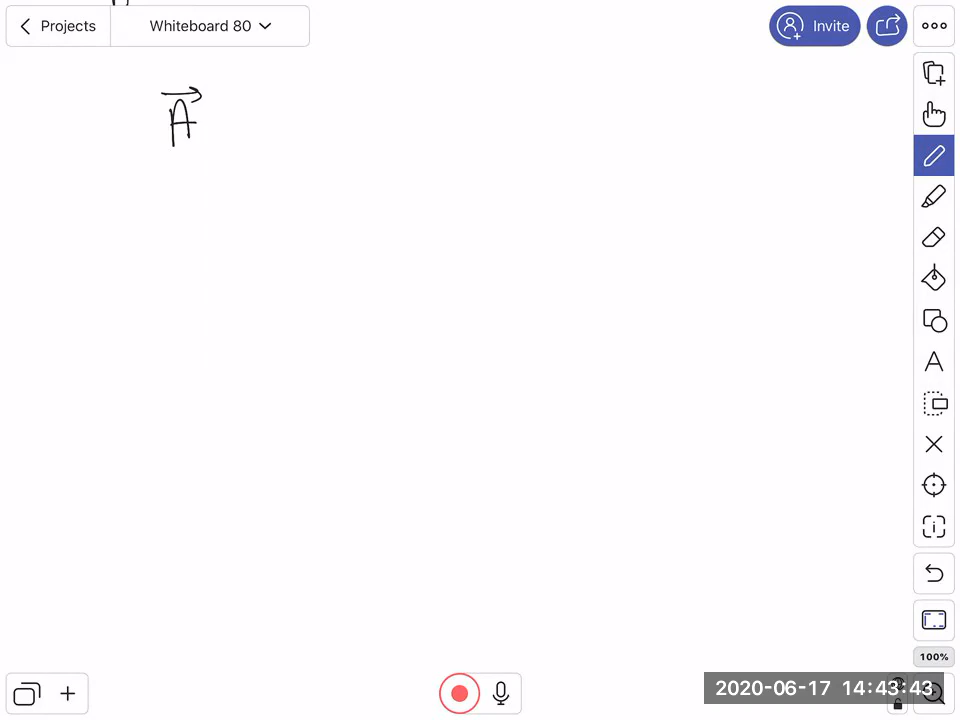 Projects
Whiteboard 80
Invite
A⃗
A
100%
2020-06-17 14:43:43